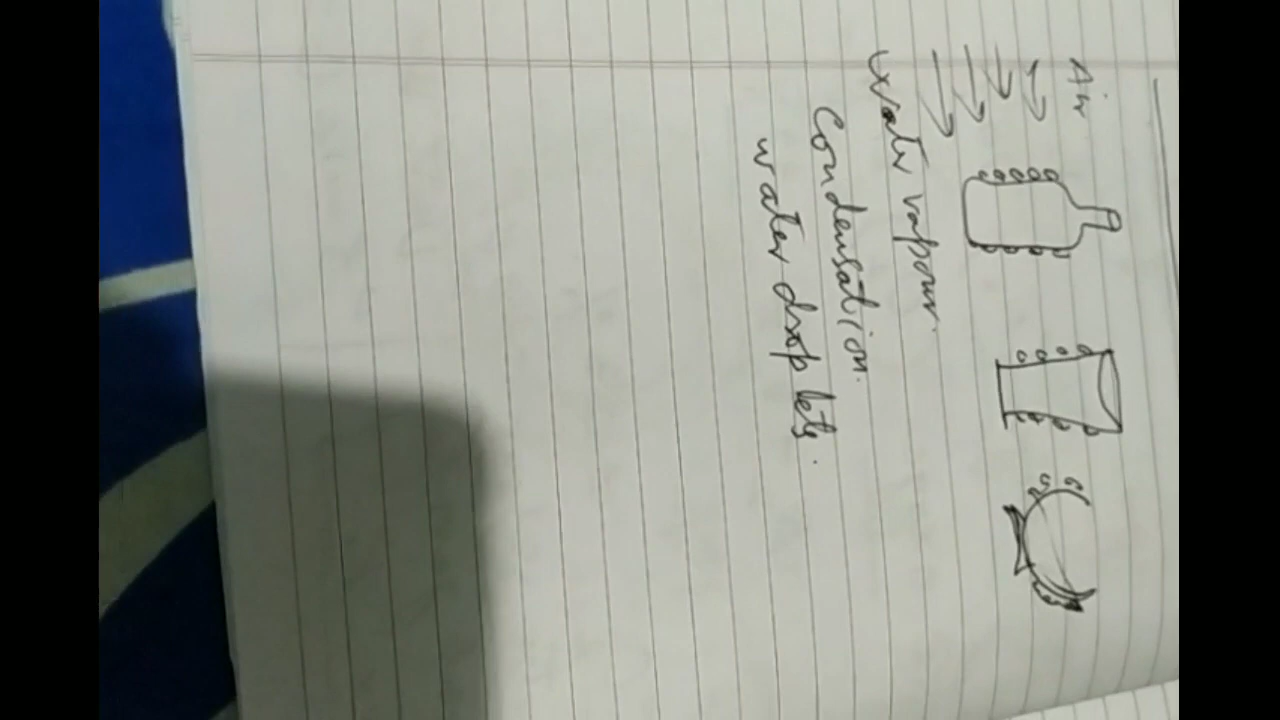 Air
Water vapour.
Condensation.
water droplets.